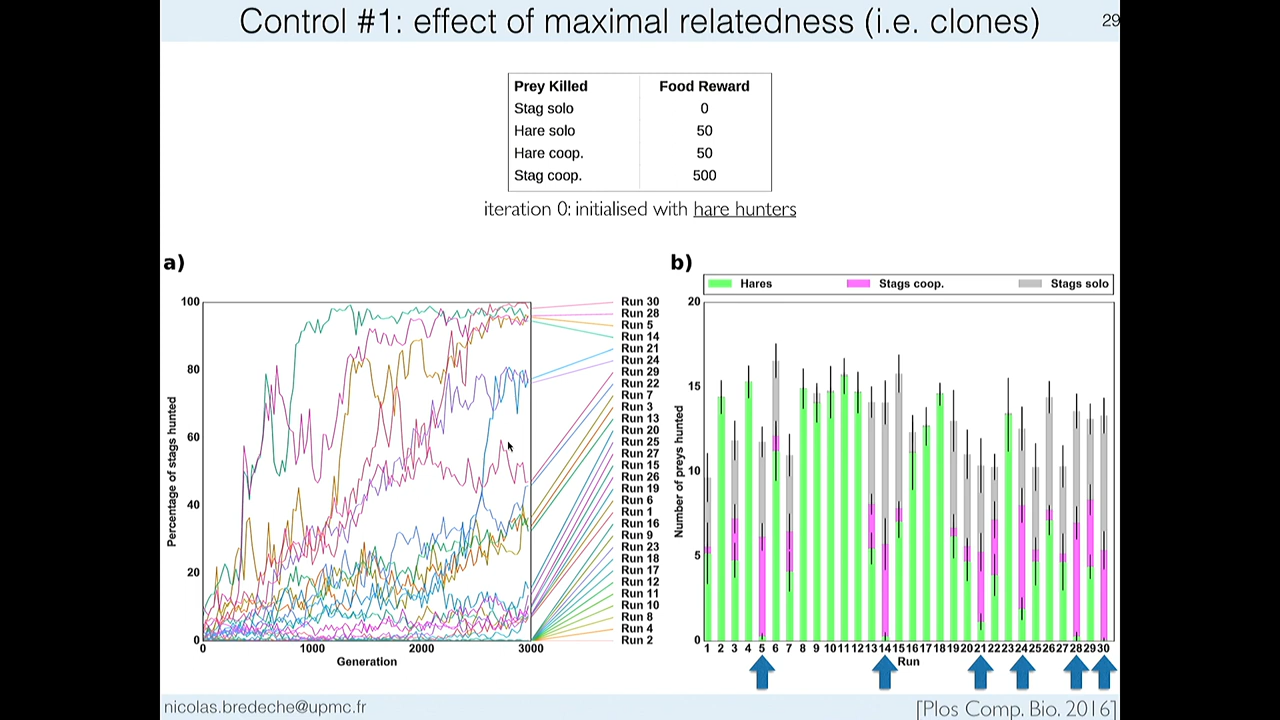 Control #1: effect of maximal relatedness (i.e. clones)
29
Prey Killed Food Reward
Stag solo 0
Hare solo 50
Hare coop. 50
Stag coop. 500
iteration 0: initialised with hare hunters
a)
Percentage of stags hunted
100
80
60
40
20
0
0 1000 2000 3000
Generation
Run 30
Run 28
Run 5
Run 14
Run 21
Run 24
Run 29
Run 22
Run 7
Run 3
Run 13
Run 20
Run 25
Run 27
Run 15
Run 26
Run 19
Run 6
Run 1
Run 16
Run 9
Run 23
Run 18
Run 17
Run 12
Run 11
Run 10
Run 8
Run 4
Run 2
b)
Hares Stags coop. Stags solo
Number of preys hunted
20
15
10
5
0
1 2 3 4 5 6 7 8 9 10 11 12 13 14 15 16 17 18 19 20 21 22 23 24 25 26 27 28 29 30
Run
nicolas.bredeche@upmc.fr
[Plos Comp. Bio. 2016]